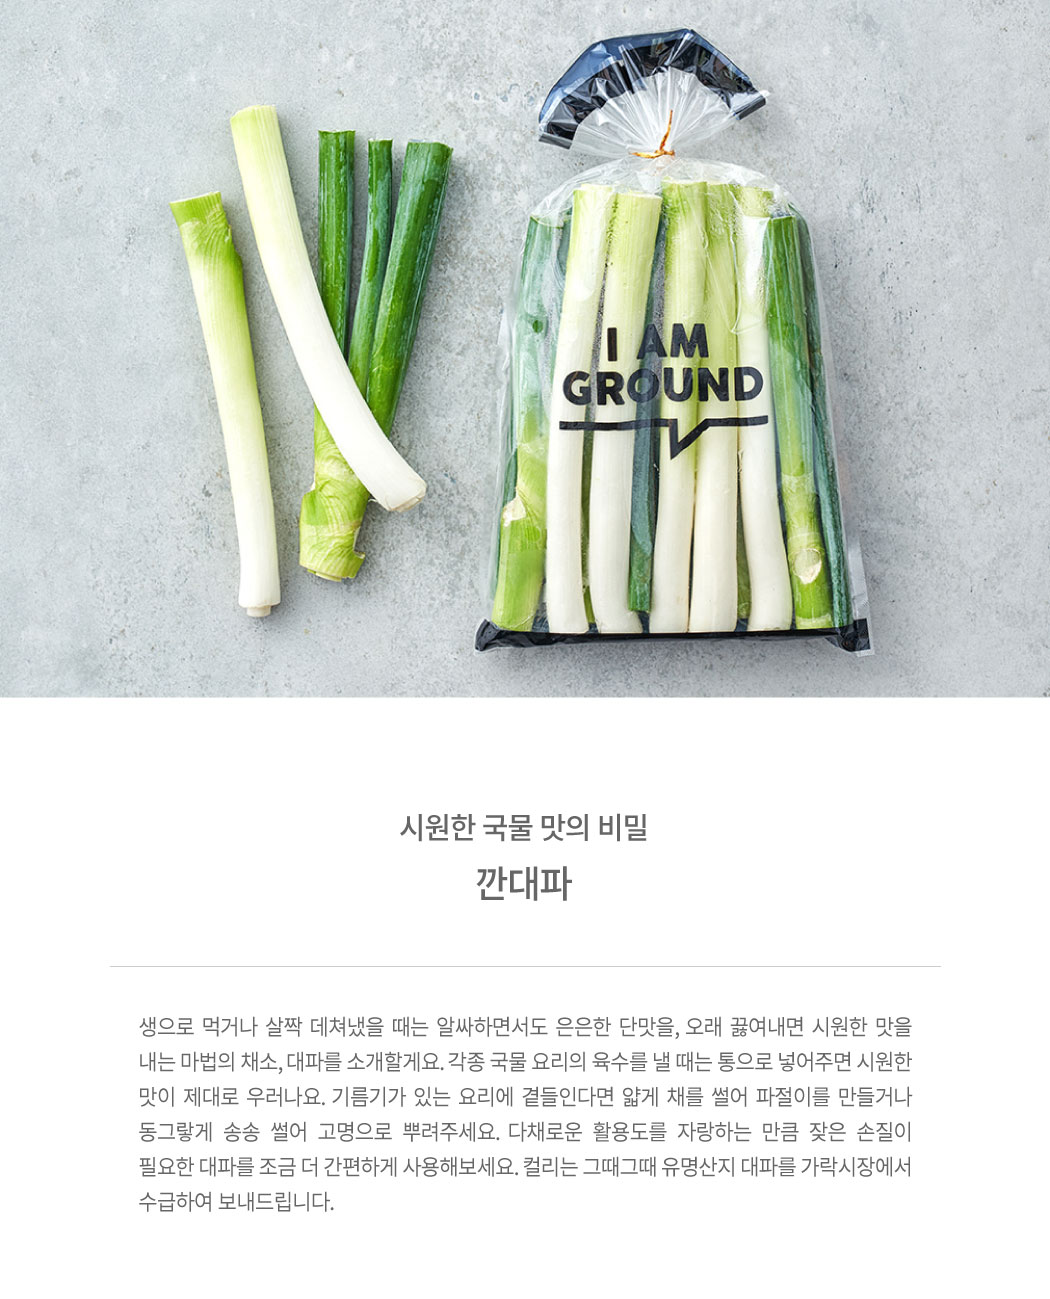 I AM
GROUND
시원한 국물 맛의 비밀
깐대파
생으로 먹거나 살짝 데쳐냈을 때는 알싸하면서도 은은한 단맛을, 오래 끓여내면 시원한 맛을
내는 마법의 채소, 대파를 소개할게요. 각종 국물 요리의 육수를 낼 때는 통으로 넣어주면 시원한
맛이 제대로 우러나요. 기름기가 있는 요리에 곁들인다면 얇게 채를 썰어 파절이를 만들거나
동그랗게 송송 썰어 고명으로 뿌려주세요. 다채로운 활용도를 자랑하는 만큼 잦은 손질이
필요한 대파를 조금 더 간편하게 사용해보세요. 컬리는 그때그때 유명산지 대파를 가락시장에서
수급하여 보내드립니다.